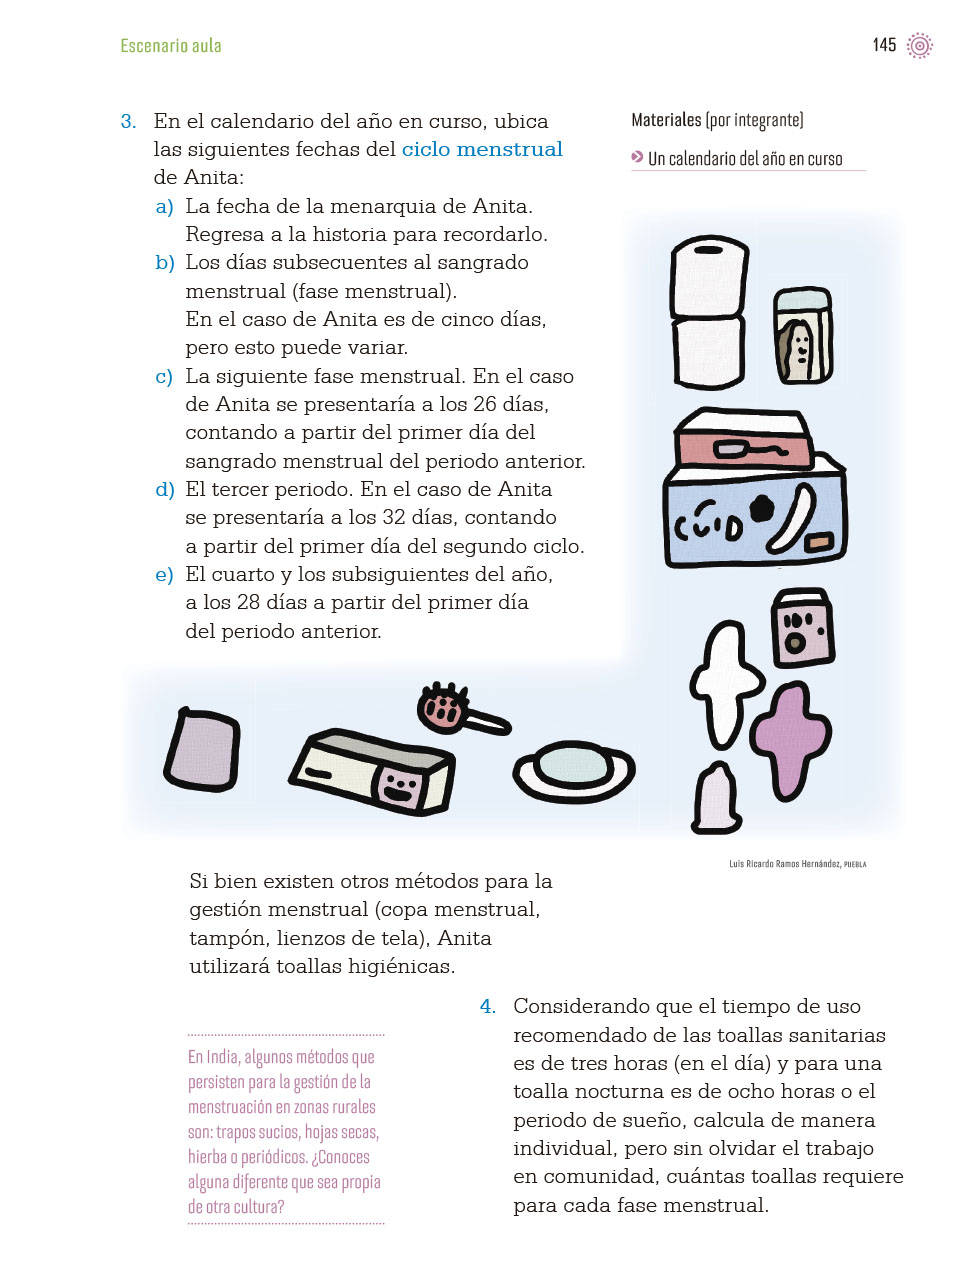 Escenario aula
145
3. En el calendario del año en curso, ubica
las siguientes fechas del ciclo menstrual
de Anita:
a) La fecha de la menarquia de Anita.
Regresa a la historia para recordarlo.
b) Los días subsecuentes al sangrado
menstrual (fase menstrual).
En el caso de Anita es de cinco días,
pero esto puede variar.
c) La siguiente fase menstrual. En el caso
de Anita se presentaría a los 26 días,
contando a partir del primer día del
sangrado menstrual del periodo anterior.
d) El tercer periodo. En el caso de Anita
se presentaría a los 32 días, contando
a partir del primer día del segundo ciclo.
e) El cuarto y los subsiguientes del año,
a los 28 días a partir del primer día
del periodo anterior.
Materiales (por integrante)
Un calendario del año en curso
Luis Ricardo Ramos Hernández, PUEBLA
Si bien existen otros métodos para la
gestión menstrual (copa menstrual,
tampón, lienzos de tela), Anita
utilizará toallas higiénicas.
4. Considerando que el tiempo de uso
recomendado de las toallas sanitarias
es de tres horas (en el día) y para una
toalla nocturna es de ocho horas o el
periodo de sueño, calcula de manera
individual, pero sin olvidar el trabajo
en comunidad, cuántas toallas requiere
para cada fase menstrual.
En India, algunos métodos que
persisten para la gestión de la
menstruación en zonas rurales
son: trapos sucios, hojas secas,
hierba o periódicos. ¿Conoces
alguna diferente que sea propia
de otra cultura?